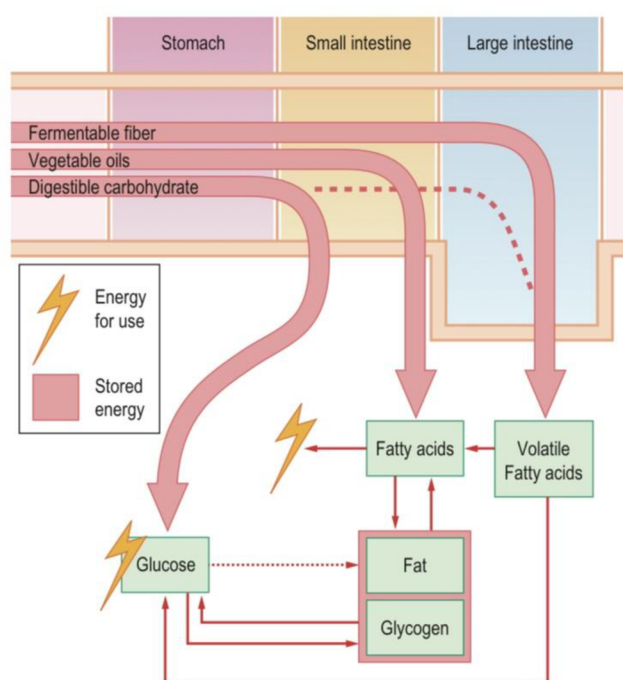 Stomach
Small intestine
Large intestine
Fermentable fiber
Vegetable oils
Digestible carbohydrate
Energy
for use
Stored
energy
Fatty acids
Volatile
Fatty acids
Glucose
Fat
Glycogen